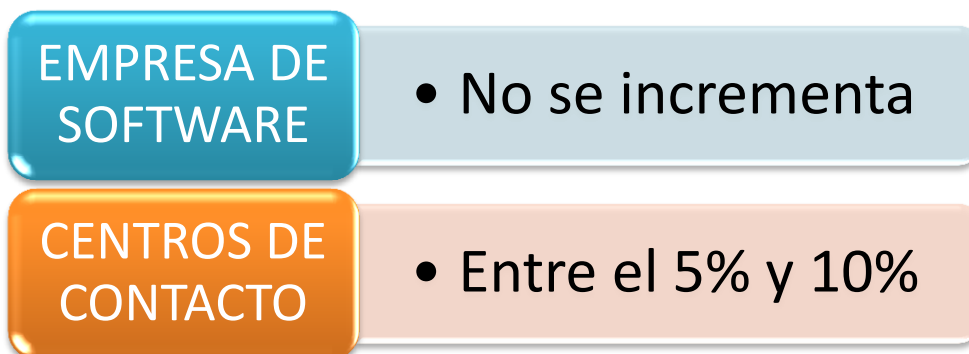 EMPRESA DE
SOFTWARE
• No se incrementa
CENTROS DE
CONTACTO
• Entre el 5% y 10%